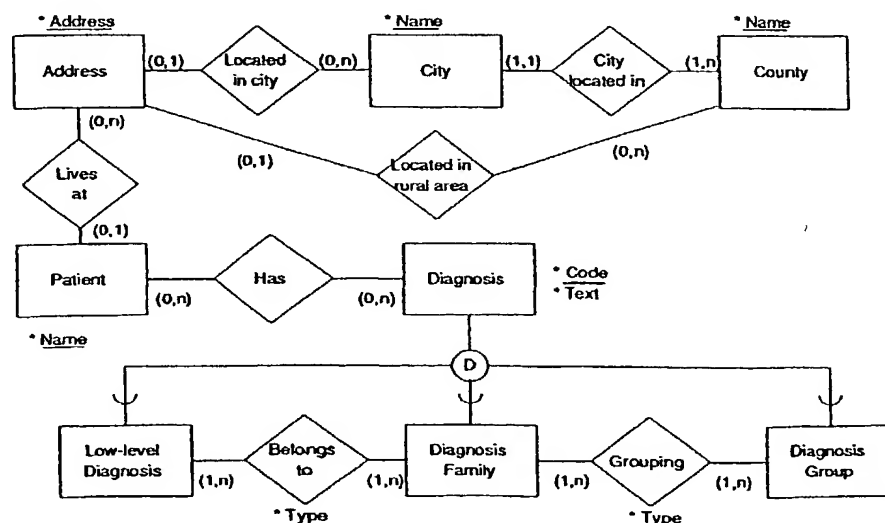 * Address
* Name
* Name
Address
(0,1)
Located
in city
(0,n)
City
(1,1)
City
located in
(1,n)
County
(0,n)
(0,1)
Located in
rural area
(0,n)
Lives
at
(0,1)
Patient
(0,n)
Has
(0,n)
Diagnosis
* Code
* Text
* Name
D
Low-level
Diagnosis
(1,n)
Belongs
to
(1,n)
Diagnosis
Family
(1,n)
Grouping
(1,n)
Diagnosis
Group
* Type
* Type